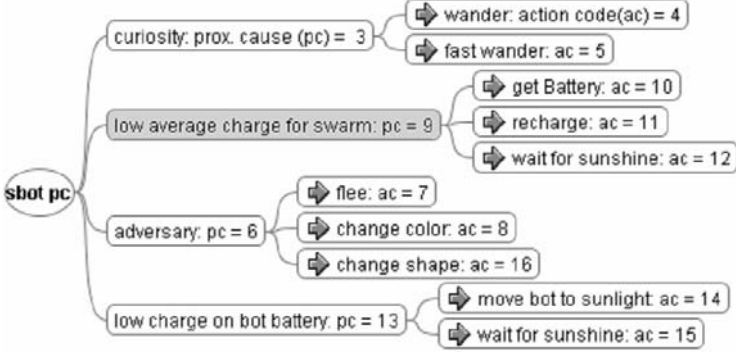 sbot pc
curiosity: prox. cause (pc) = 3
wander: action code(ac) = 4
fast wander: ac = 5
low average charge for swarm: pc = 9
get Battery: ac = 10
recharge: ac = 11
wait for sunshine: ac = 12
adversary: pc = 6
flee: ac = 7
change color: ac = 8
change shape: ac = 16
low charge on bot battery: pc = 13
move bot to sunlight: ac = 14
wait for sunshine: ac = 15